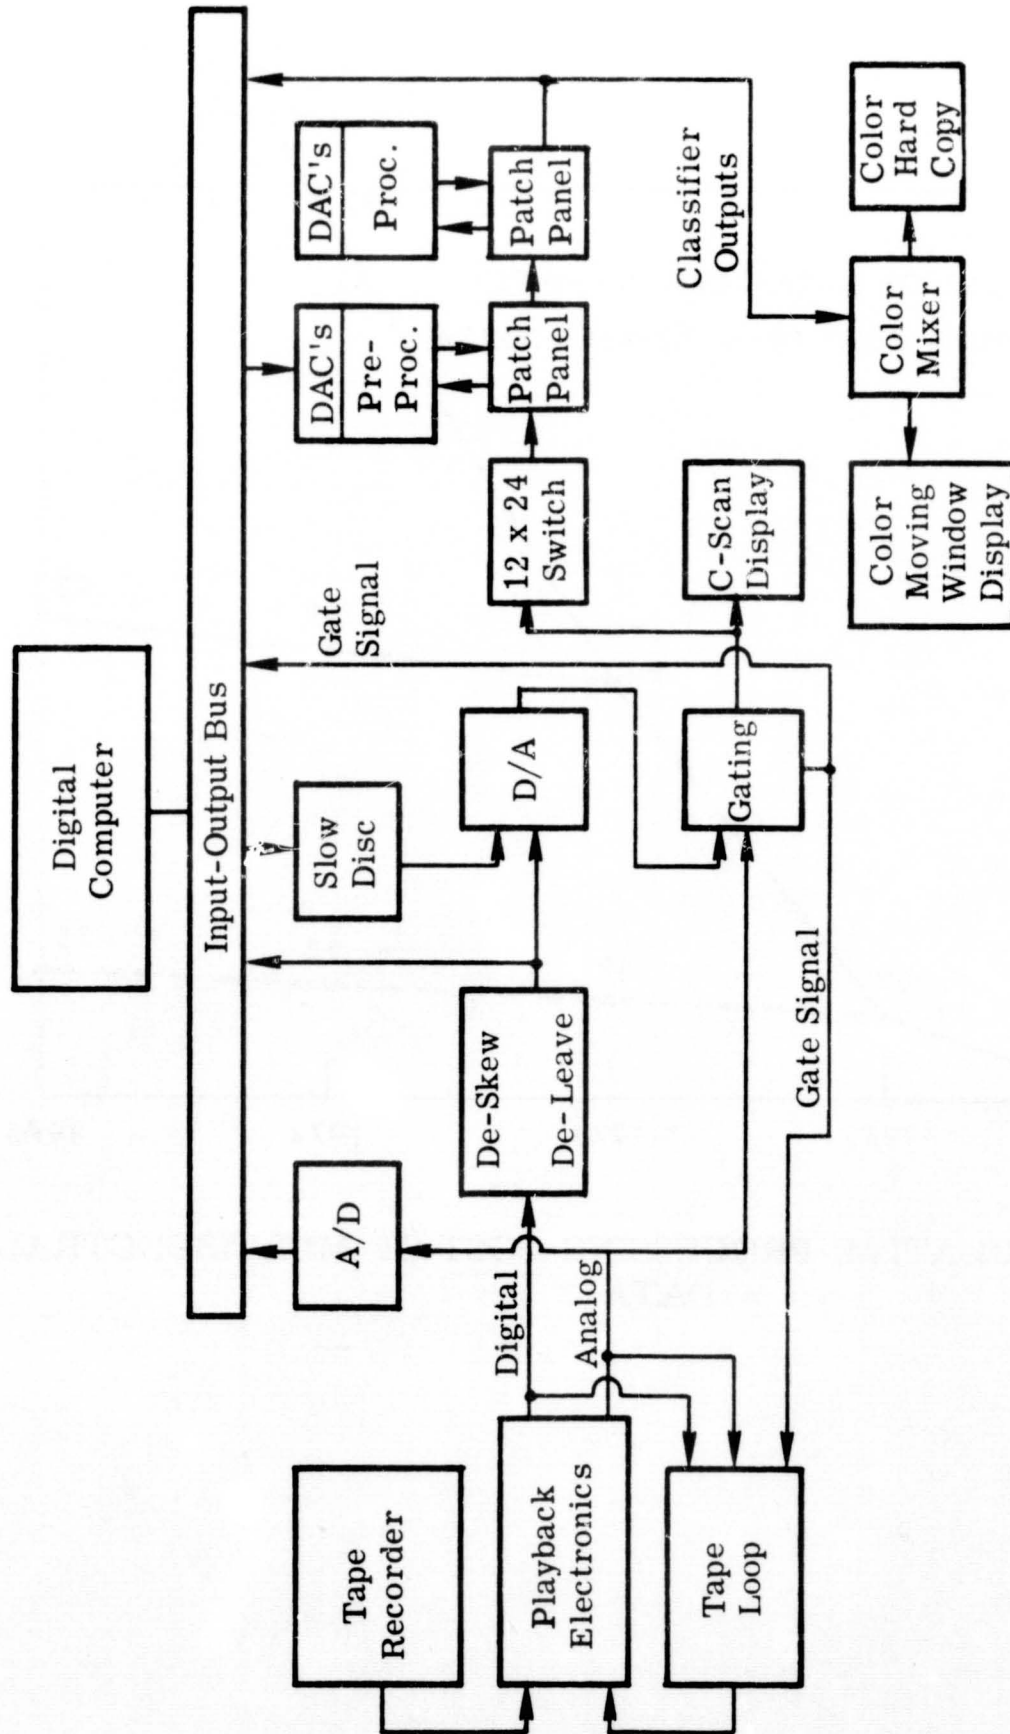 Digital
Computer
Input-Output Bus
A/D
Slow
Disc
DAC's
Pre-
Proc.
DAC's
Proc.
Gate
Signal
Tape
Recorder
Digital
De-Skew
De-Leave
D/A
12 x 24
Switch
Patch
Panel
Patch
Panel
Playback
Electronics
Analog
Gating
C-Scan
Display
Classifier
Outputs
Tape
Loop
Gate Signal
Color
Moving
Window
Display
Color
Mixer
Color
Hard
Copy